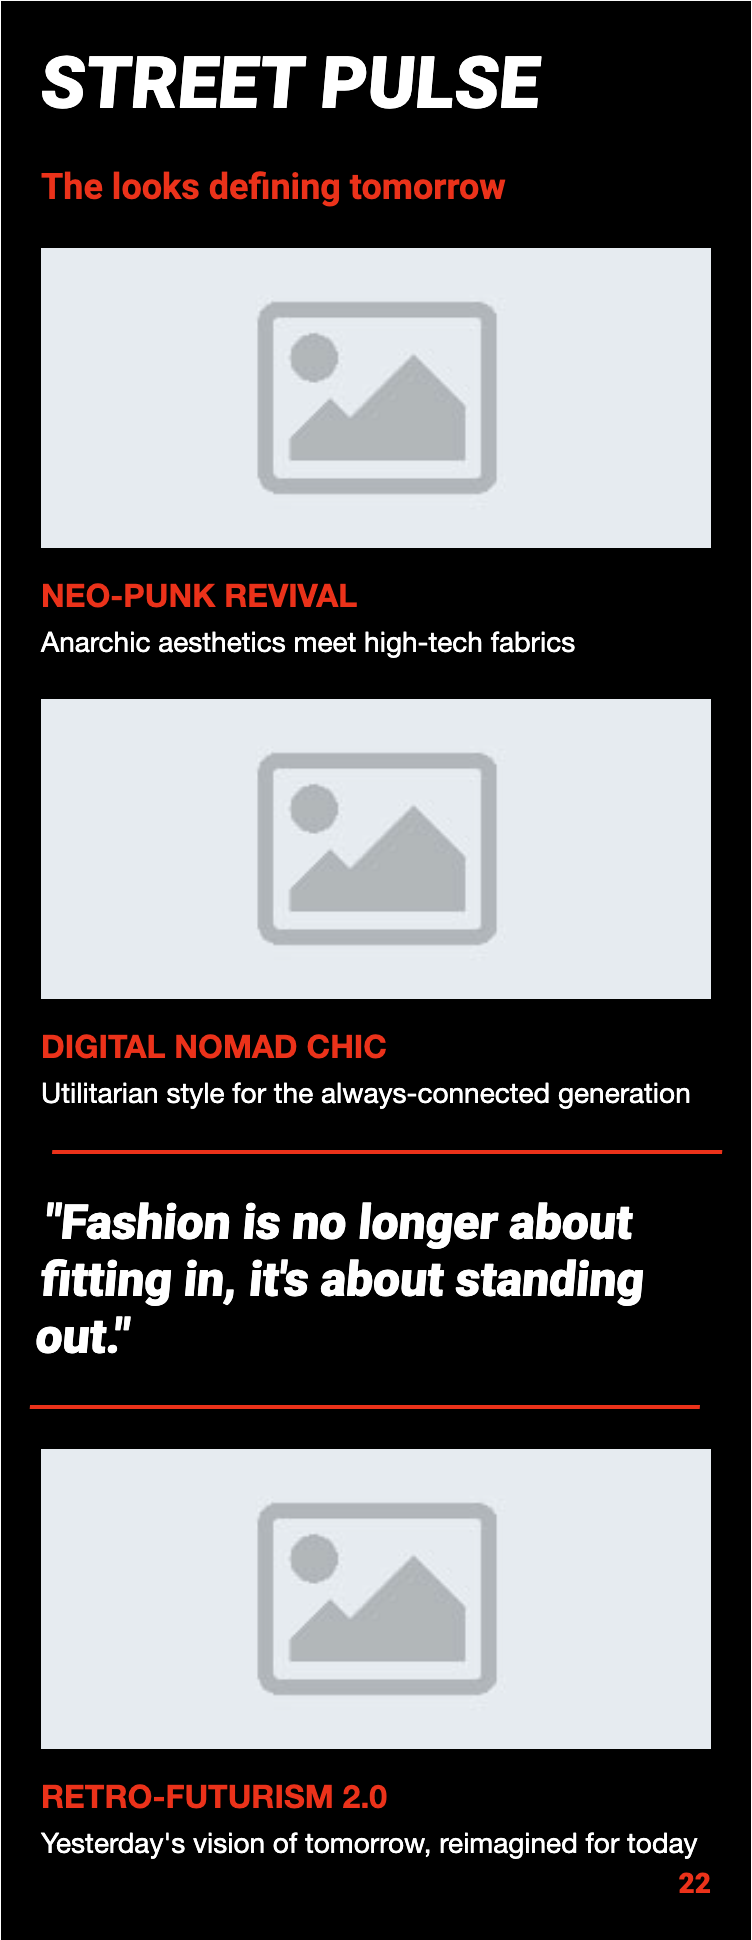 STREET PULSE
The looks defining tomorrow
NEO-PUNK REVIVAL
Anarchic aesthetics meet high-tech fabrics
DIGITAL NOMAD CHIC
Utilitarian style for the always-connected generation
"Fashion is no longer about
fitting in, it's about standing
out."
RETRO-FUTURISM 2.0
Yesterday's vision of tomorrow, reimagined for today
22